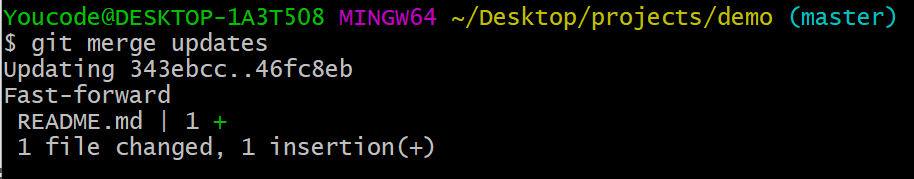 Youcode@DESKTOP-1A3T508 MINGW64 ~/Desktop/projects/demo (master)
$ git merge updates
Updating 343ebcc..46fc8eb
Fast-forward
 README.md | 1 +
 1 file changed, 1 insertion(+)